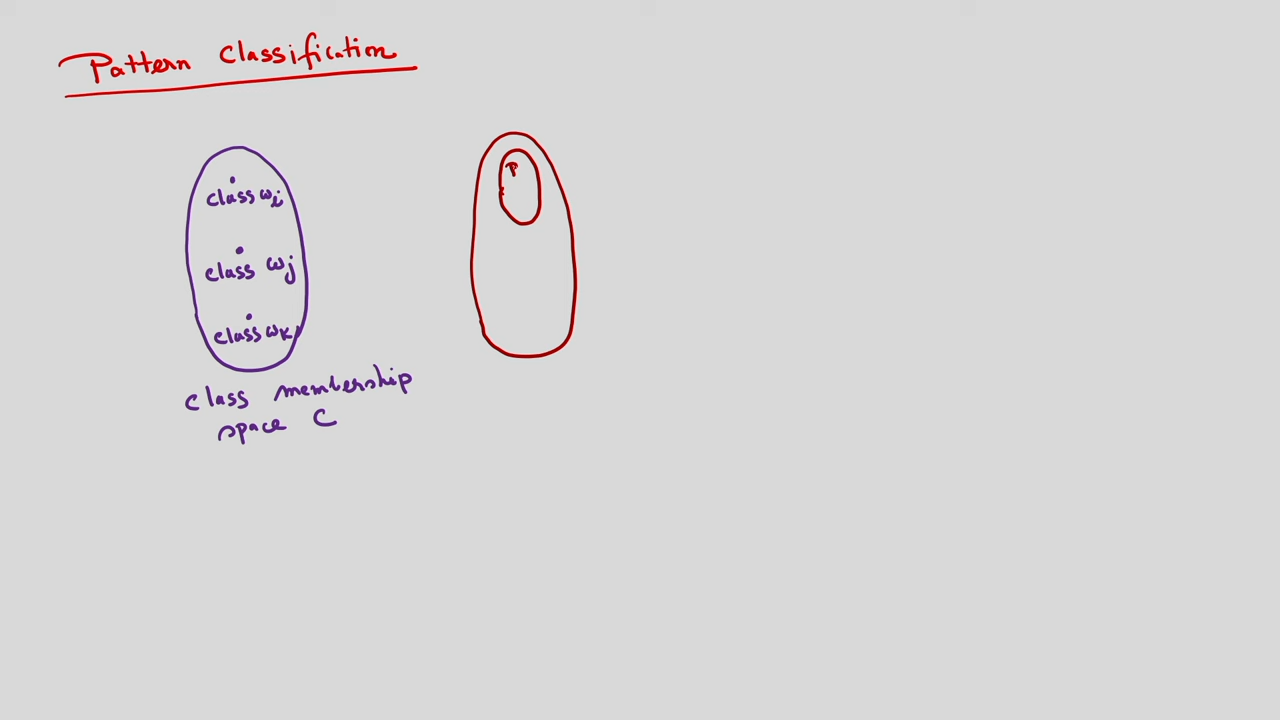 Pattern Classification
class ωi
class ωj
class ωk
class membership
space C
P